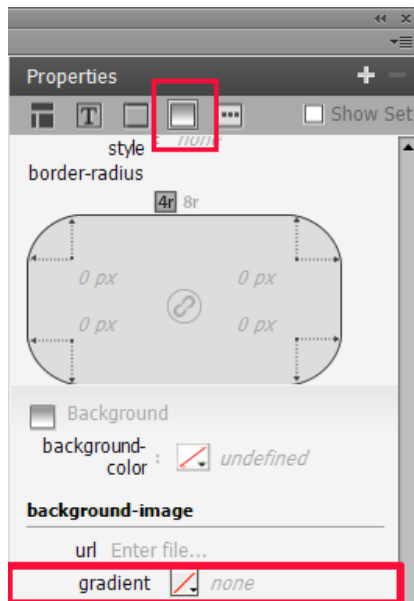 Properties
T Show Set
style : none
border-radius
4r 8r
0 px 0 px
0 px 0 px
Background
background-
color : undefined
background-image
url Enter file...
gradient none